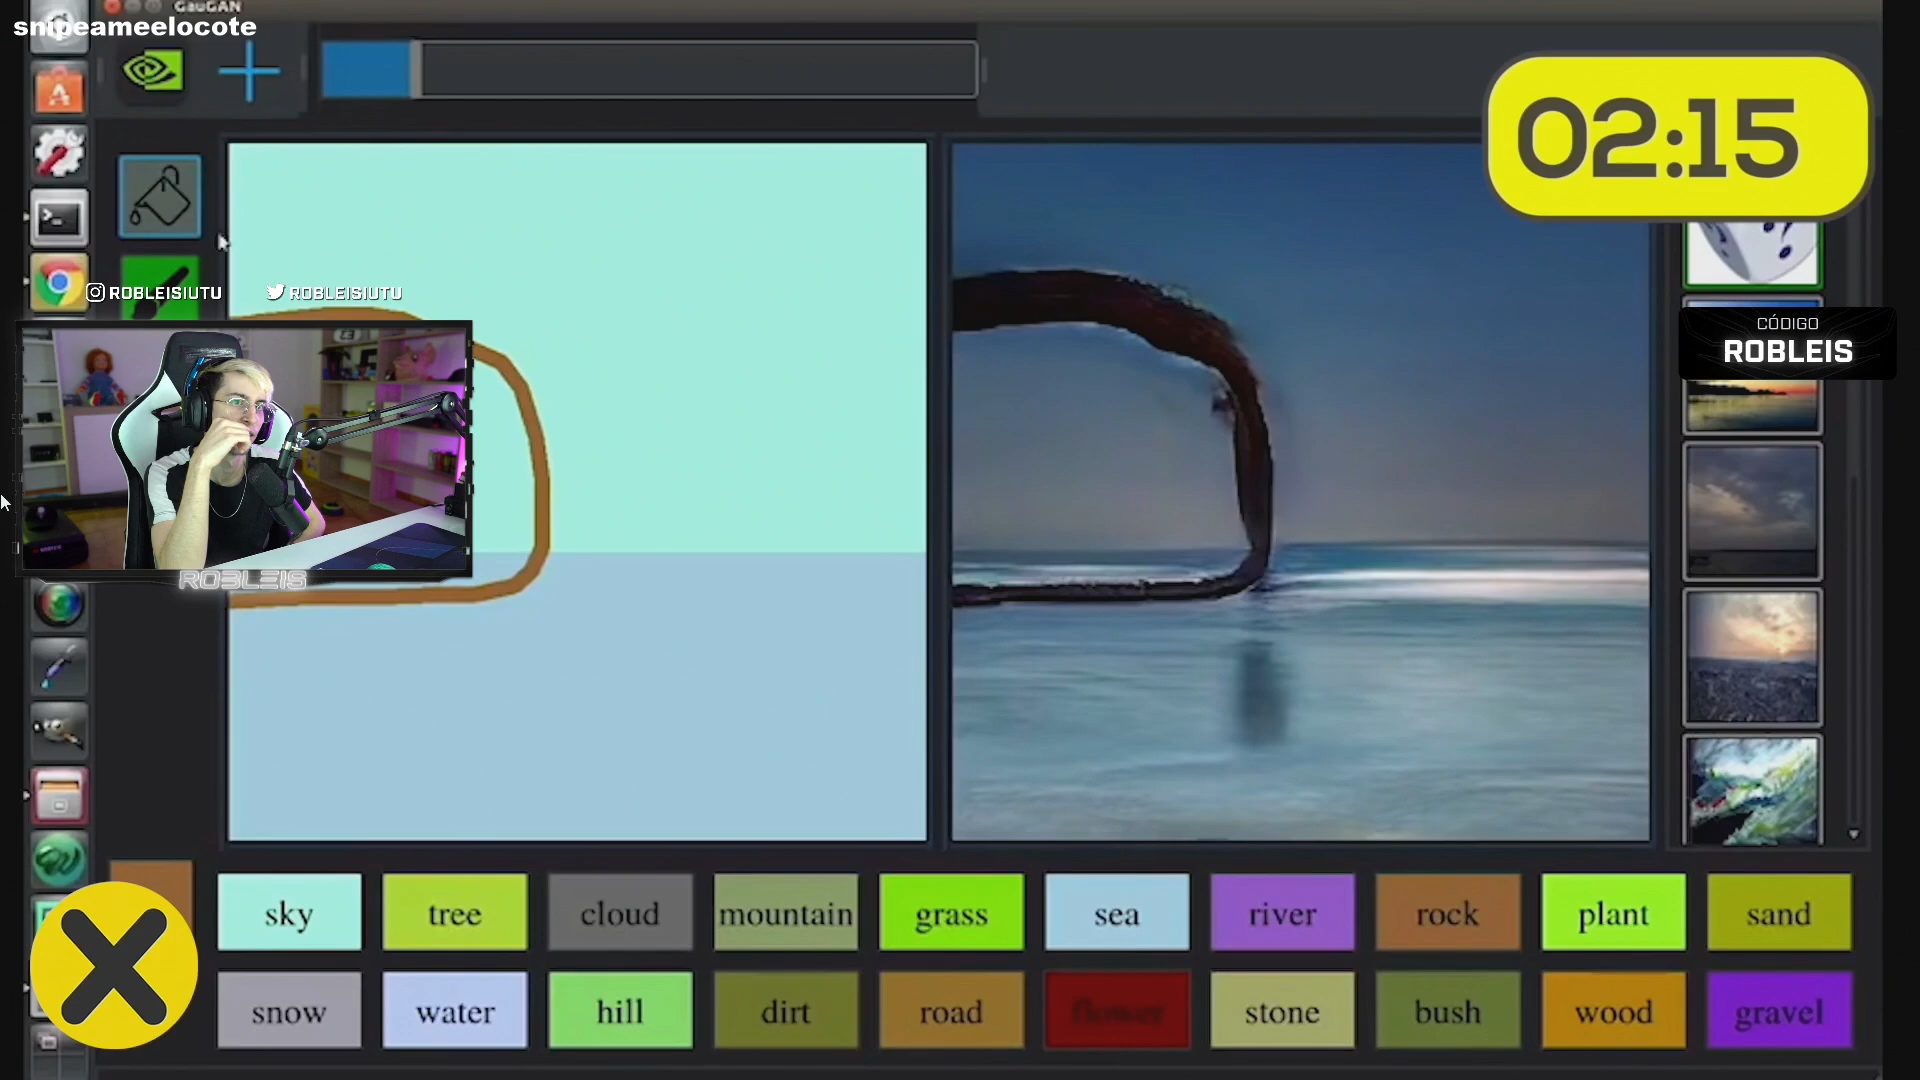 GauGAN
snipeameelocote
02:15
ROBLEISIUTU
ROBLEISIUTU
CÓDIGO
ROBLEIS
ROBLEIS
sky
tree
cloud
mountain
grass
sea
river
rock
plant
sand
snow
water
hill
dirt
road
flower
stone
bush
wood
gravel